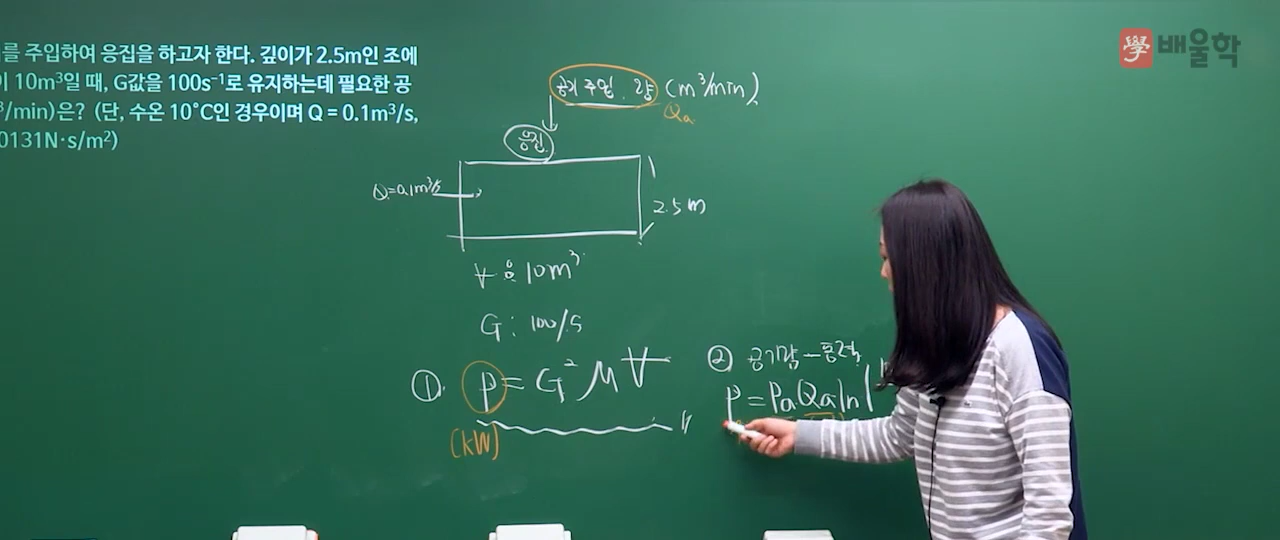 를 주입하여 응집을 하고자 한다. 깊이가 2.5m인 조에
이 10m³일 때, G값을 100s⁻¹로 유지하는데 필요한 공
³/min)은? (단, 수온 10°C인 경우이며 Q = 0.1m³/s,
0131N·s/m²)
學 배울학
공기 주입 량 (m³/min)
Qa
응집
Q=0.1m³/s
2.5m
V : 10m³
G : 100/s
① P = G² μ V
(kW)
② 공기압-동력
P = PaQa ln